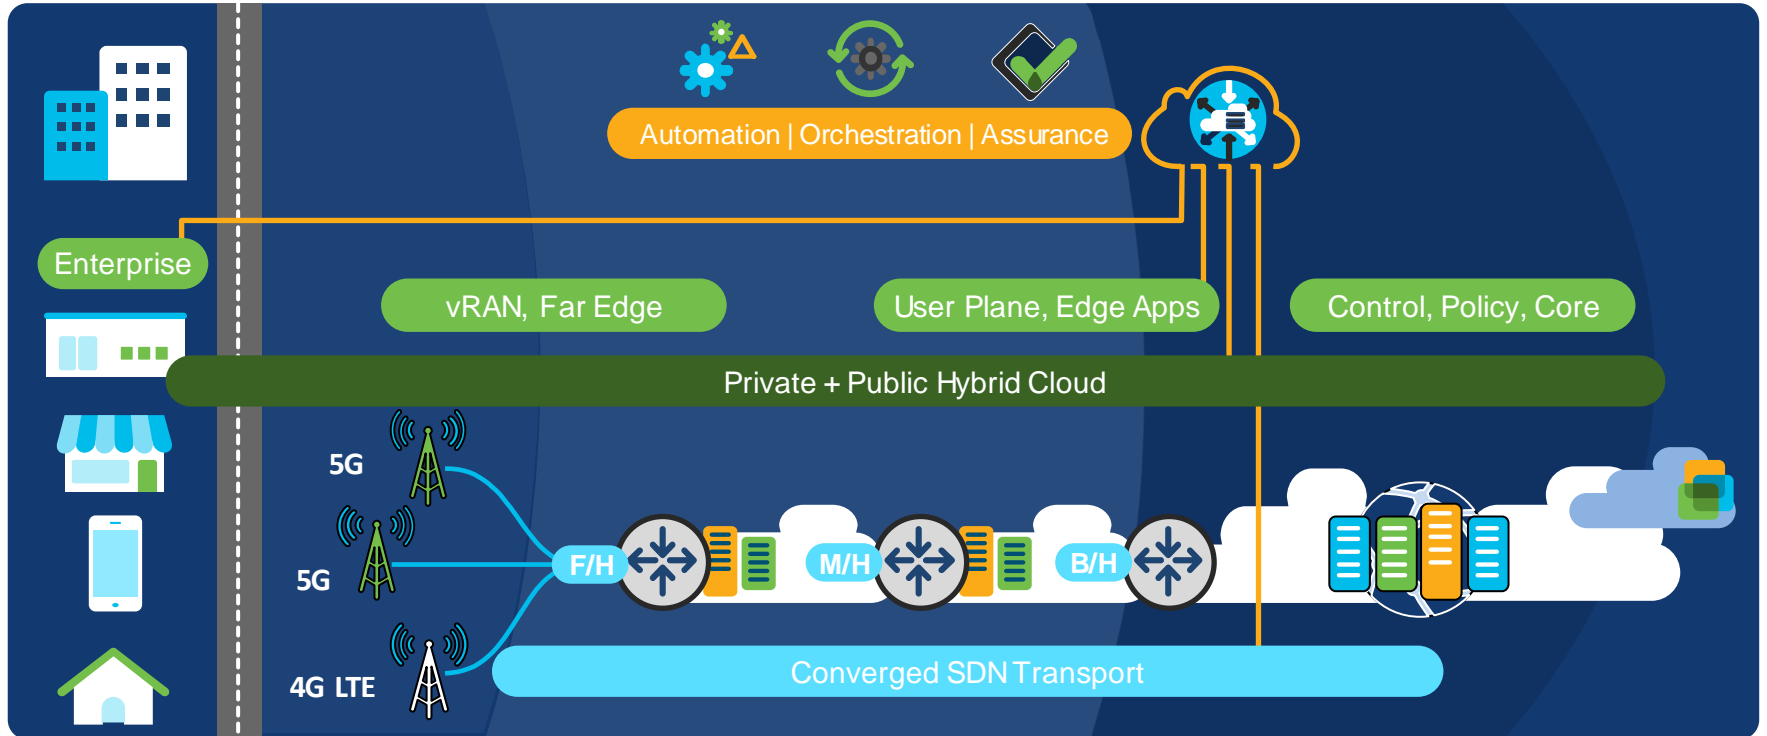 Automation | Orchestration | Assurance
Enterprise
vRAN, Far Edge
User Plane, Edge Apps
Control, Policy, Core
Private + Public Hybrid Cloud
5G
5G
F/H
M/H
B/H
4G LTE
Converged SDN Transport